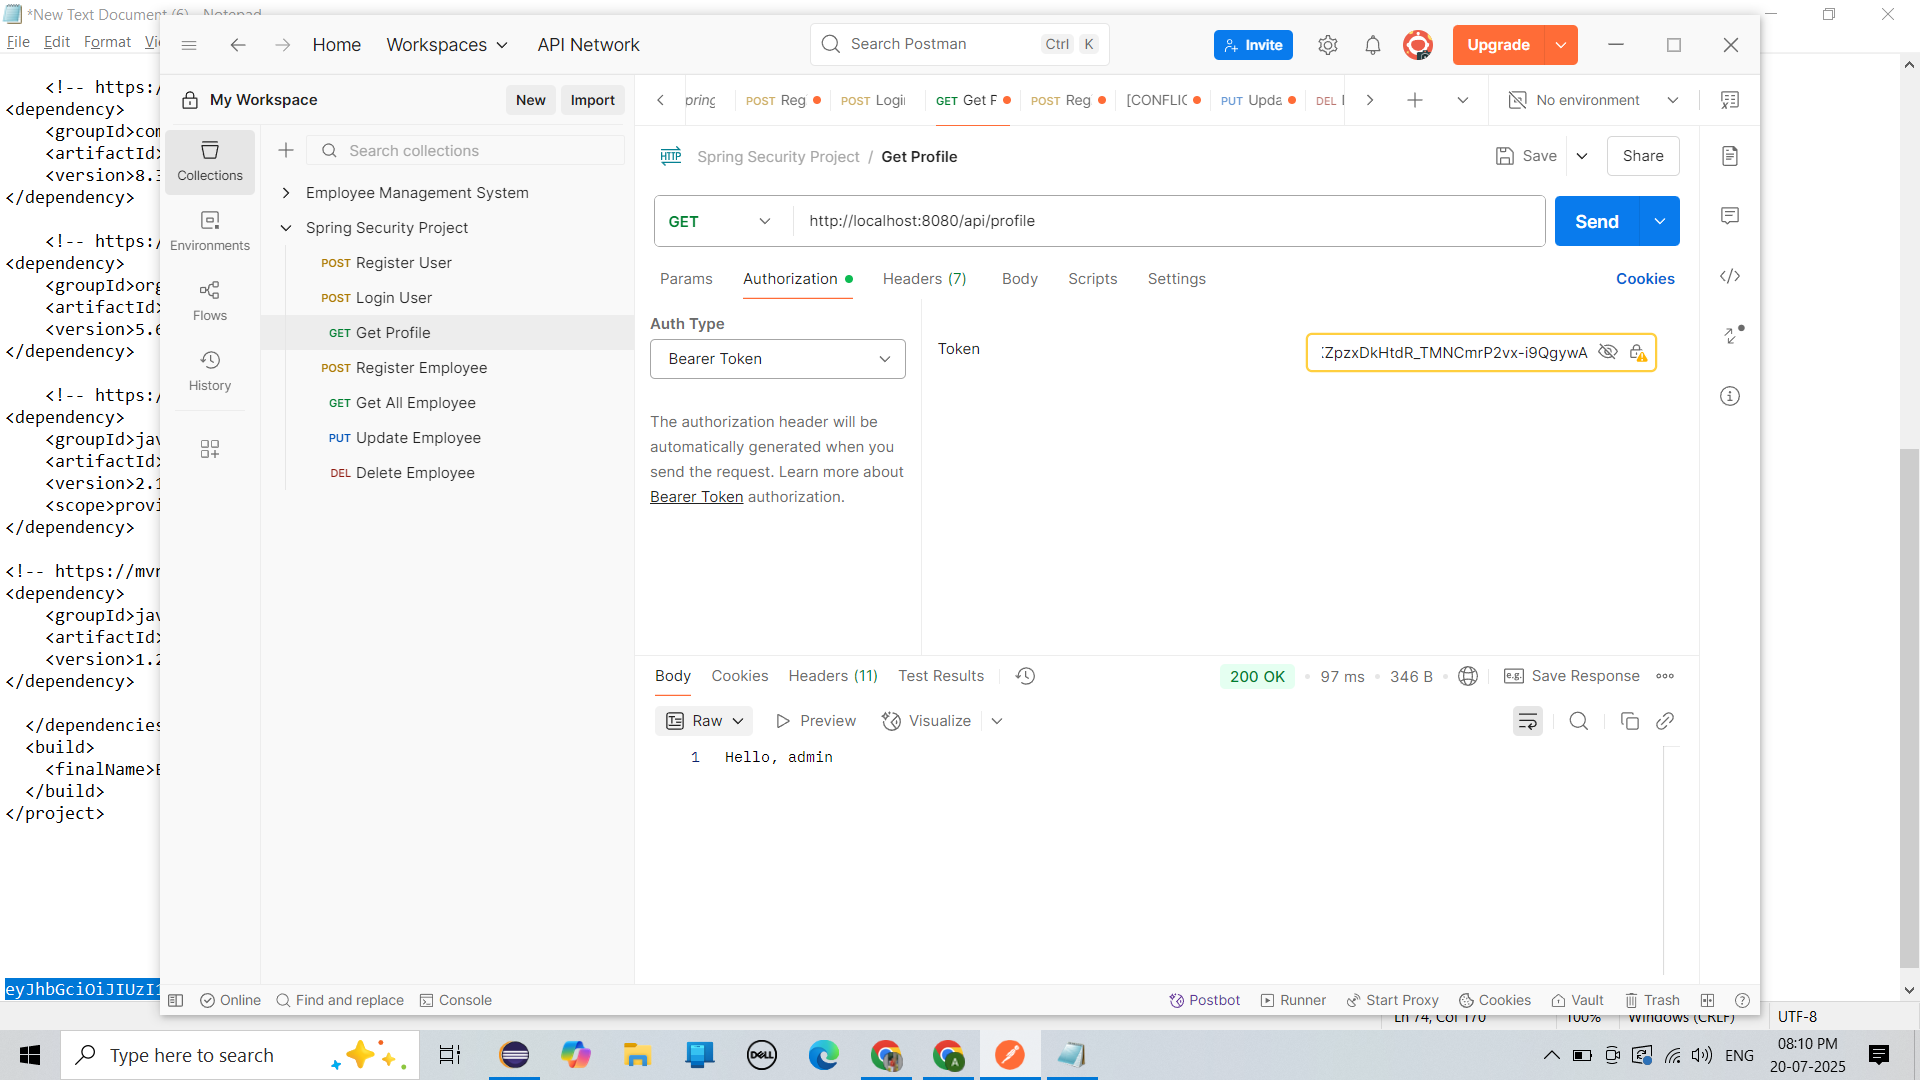 *New Text Document (6) - Notepad
File Edit Format Vi
<!-- https:/
<dependency>
<groupId>com
<artifactId>
<version>8.3
</dependency>
<!-- https:/
<dependency>
<groupId>org
<artifactId>
<version>5.6
</dependency>
<!-- https:/
<dependency>
<groupId>jav
<artifactId>
<version>2.1
<scope>provi
</dependency>
<!-- https://mvn
<dependency>
<groupId>jav
<artifactId>
<version>1.2
</dependency>
</dependencies
<build>
<finalName>E
</build>
</project>
eyJhbGciOiJIUzI1
Home Workspaces API Network
Search Postman Ctrl K
Invite
Upgrade
My Workspace
New Import
Collections
Environments
Flows
History
Search collections
Employee Management System
Spring Security Project
POST Register User
POST Login User
GET Get Profile
POST Register Employee
GET Get All Employee
PUT Update Employee
DEL Delete Employee
pring POST Reg POST Logi GET Get F POST Reg [CONFLIC PUT Upda DEL
No environment
HTTP Spring Security Project / Get Profile
Save Share
GET http://localhost:8080/api/profile
Send
Params Authorization Headers (7) Body Scripts Settings
Cookies
Auth Type
Bearer Token
The authorization header will be
automatically generated when you
send the request. Learn more about
Bearer Token authorization.
Token
ZpzxDkHtdR_TMNCmrP2vx-i9QgywA
Body Cookies Headers (11) Test Results
200 OK 97 ms 346 B e.g. Save Response
Raw Preview Visualize
1 Hello, admin
Online Find and replace Console
Postbot Runner Start Proxy Cookies Vault Trash
Ln 74, Col 170 100% Windows (CRLF) UTF-8
Type here to search
DELL
A
ENG
08:10 PM
20-07-2025